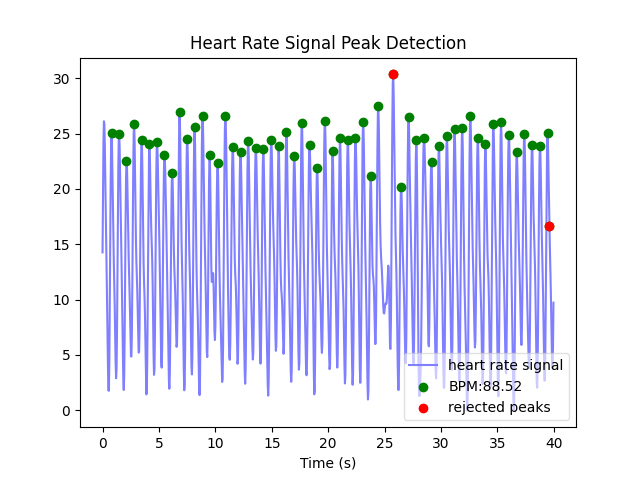 Heart Rate Signal Peak Detection
30
25
20
15
10
5
0
heart rate signal
BPM:88.52
rejected peaks
0 5 10 15 20 25 30 35 40
Time (s)